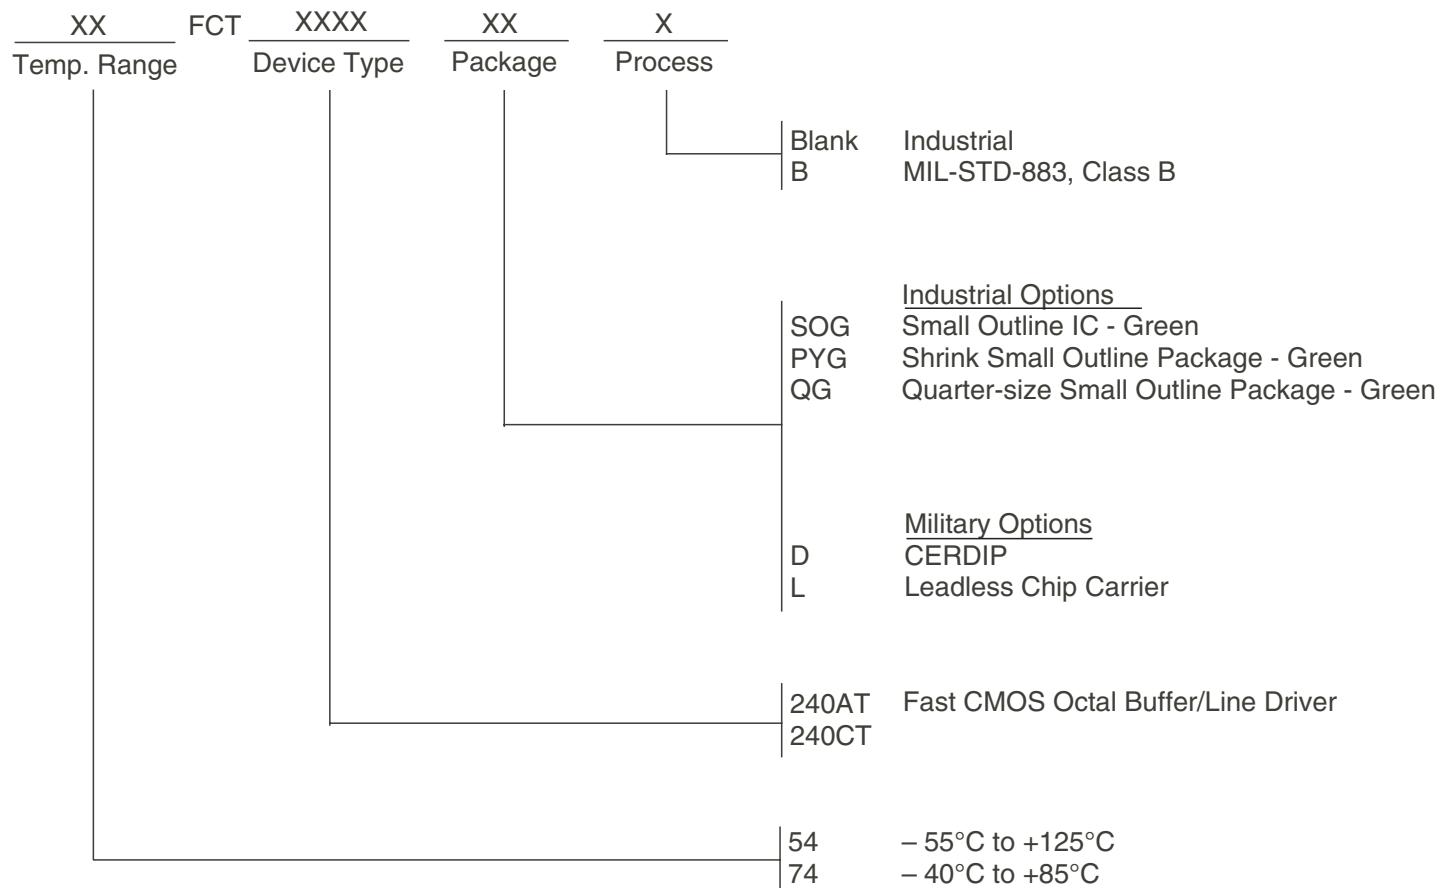 XX FCT XXXX XX X
Temp. Range Device Type Package Process
Blank Industrial
B MIL-STD-883, Class B
Industrial Options
SOG Small Outline IC - Green
PYG Shrink Small Outline Package - Green
QG Quarter-size Small Outline Package - Green
Military Options
D CERDIP
L Leadless Chip Carrier
240AT Fast CMOS Octal Buffer/Line Driver
240CT
54 – 55°C to +125°C
74 – 40°C to +85°C